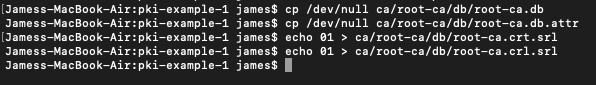 [Jamess-MacBook-Air:pki-example-1 james$ cp /dev/null ca/root-ca/db/root-ca.db
Jamess-MacBook-Air:pki-example-1 james$ cp /dev/null ca/root-ca/db/root-ca.db.attr
[Jamess-MacBook-Air:pki-example-1 james$ echo 01 > ca/root-ca/db/root-ca.crt.srl
Jamess-MacBook-Air:pki-example-1 james$ echo 01 > ca/root-ca/db/root-ca.crl.srl
Jamess-MacBook-Air:pki-example-1 james$